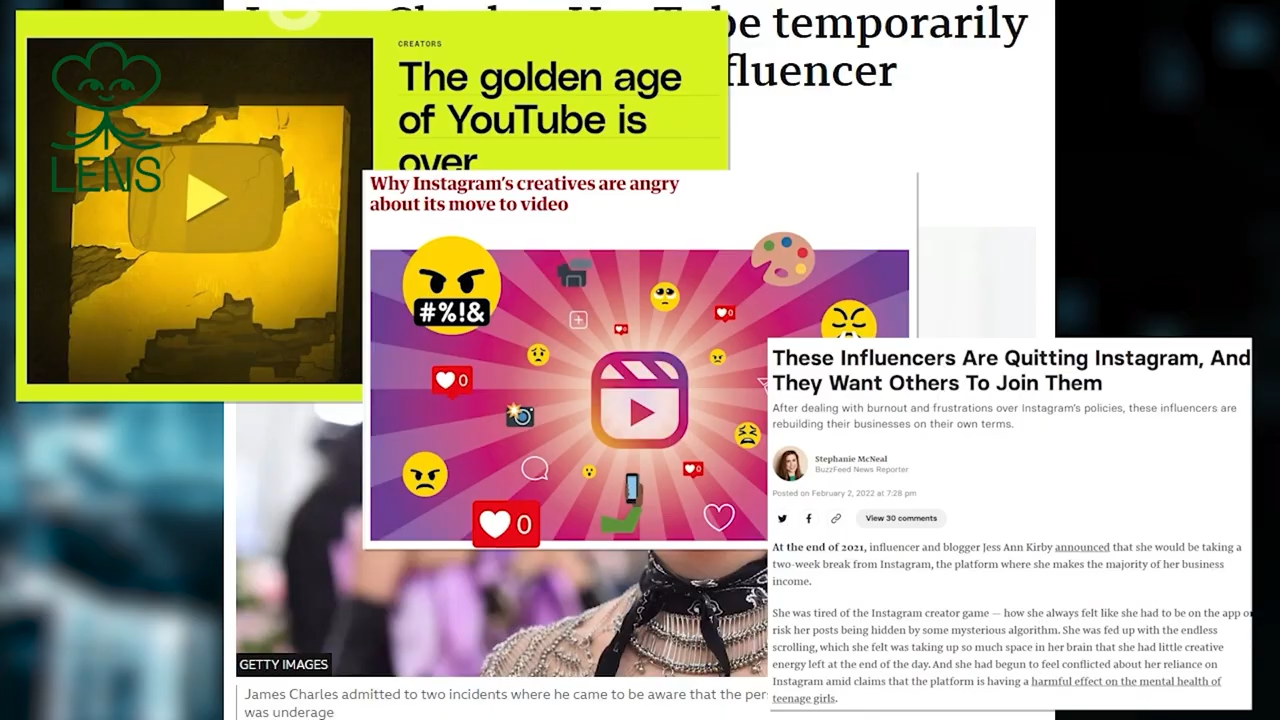 be temporarily
fluencer
CREATORS
The golden age
of YouTube is
over
LENS
Why Instagram's creatives are angry
about its move to video
#%!&
0
0
0
0
0
These Influencers Are Quitting Instagram, And
They Want Others To Join Them
After dealing with burnout and frustrations over Instagram's policies, these influencers are
rebuilding their businesses on their own terms.
Stephanie McNeal
BuzzFeed News Reporter
Posted on February 2, 2022 at 7:28 pm
View 30 comments
At the end of 2021, influencer and blogger Jess Ann Kirby announced that she would be taking a
two-week break from Instagram, the platform where she makes the majority of her business
income.
She was tired of the Instagram creator game — how she always felt like she had to be on the app or
risk her posts being hidden by some mysterious algorithm. She was fed up with the endless
scrolling, which she felt was taking up so much space in her brain that she had little creative
energy left at the end of the day. And she had begun to feel conflicted about her reliance on
Instagram amid claims that the platform is having a harmful effect on the mental health of
teenage girls.
GETTY IMAGES
James Charles admitted to two incidents where he came to be aware that the pers
was underage